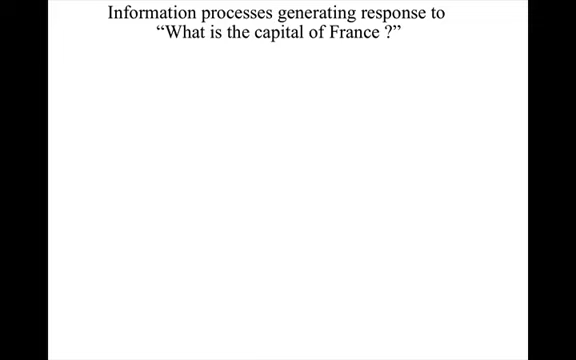 Information processes generating response to
“What is the capital of France ?”